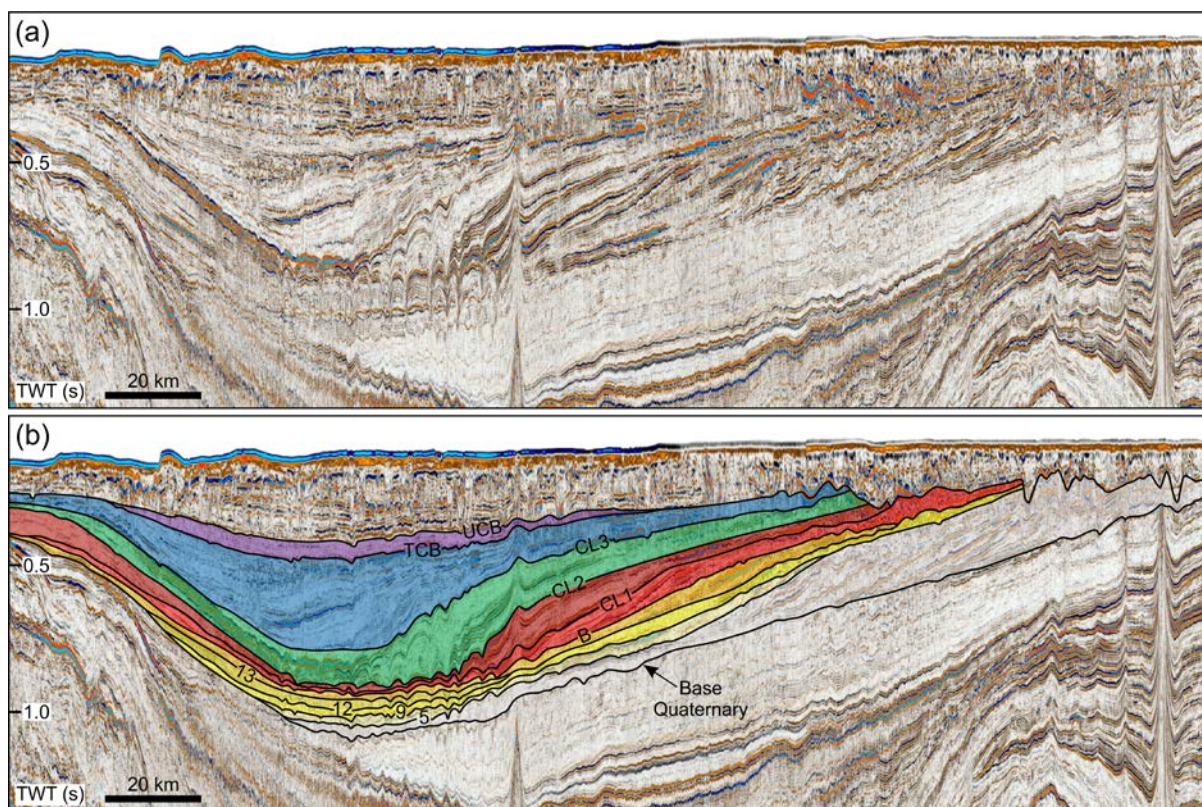 (a)
0.5
1.0
TWT (s)
20 km
(b)
UCB
TCB
CL3
0.5
CL2
CL1
B
13
12
9
5
Base
Quaternary
1.0
20 km
TWT (s)